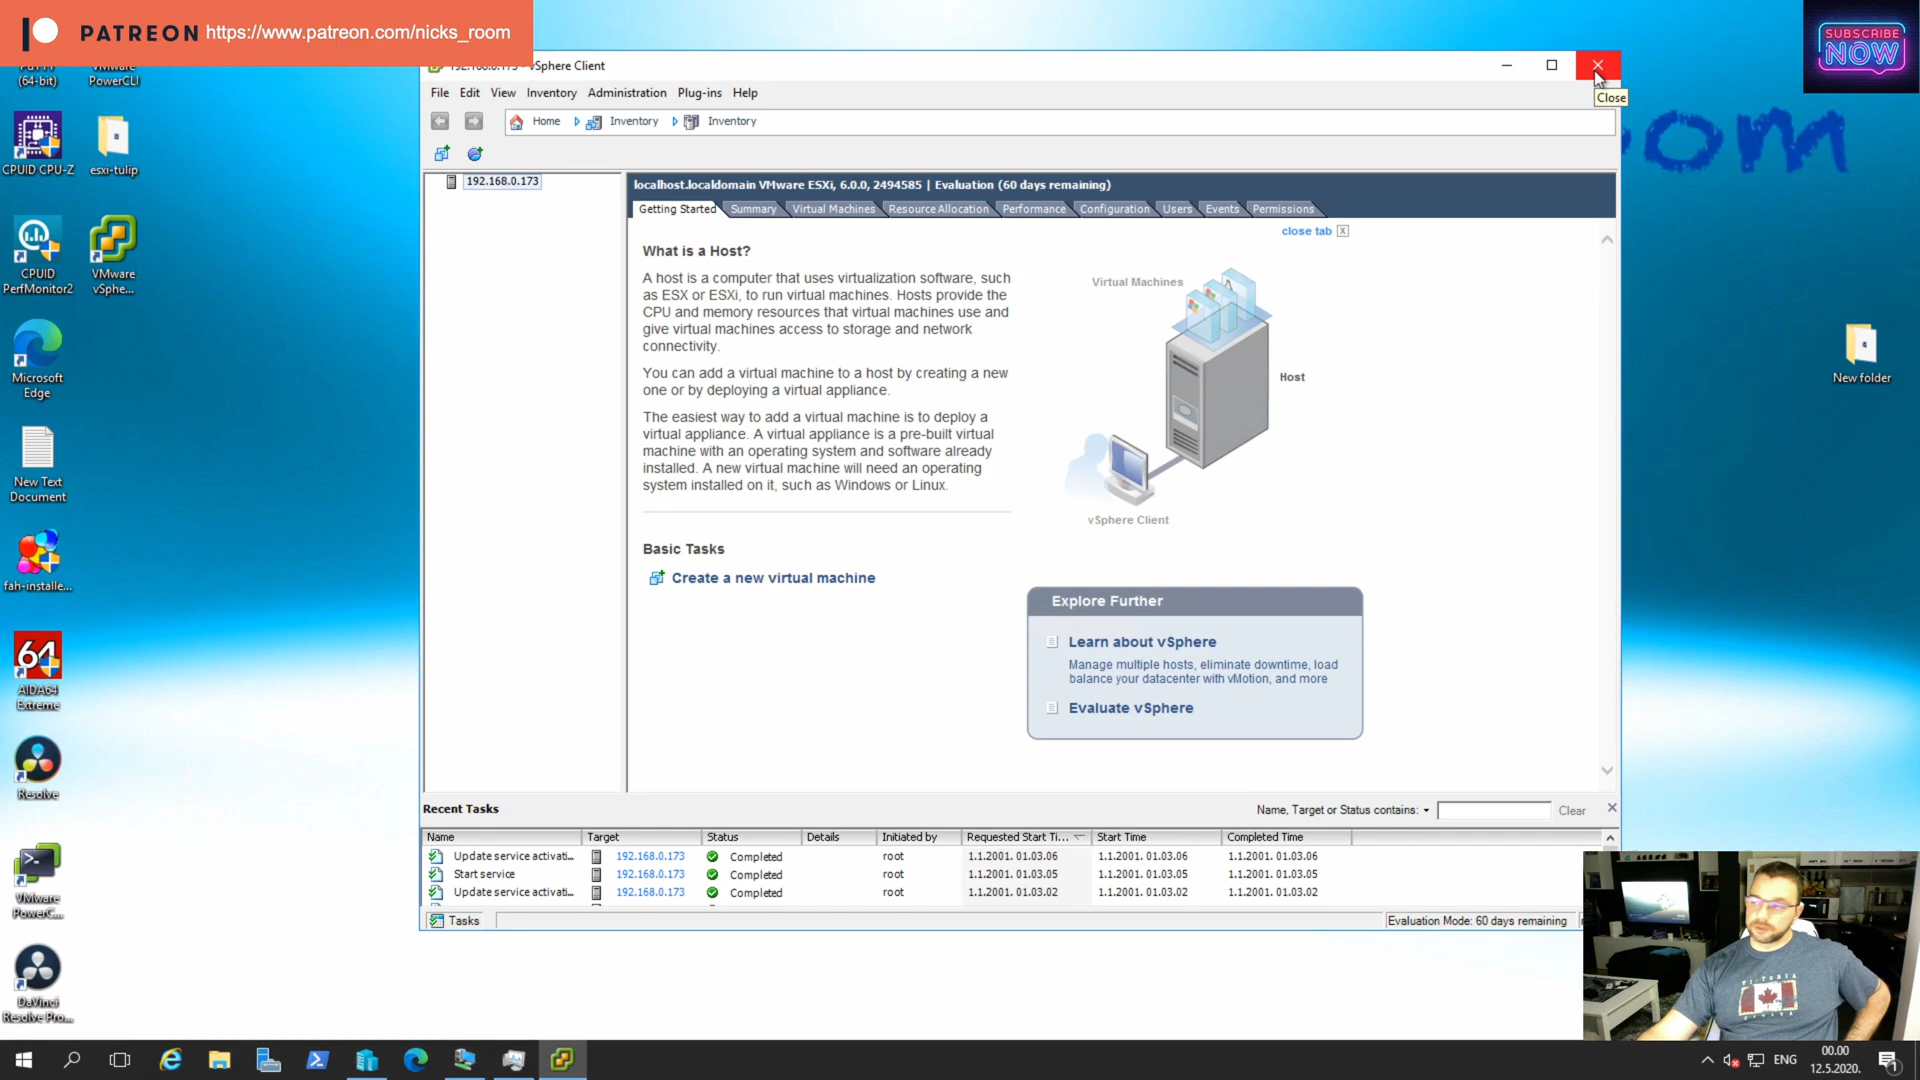 PATREON https://www.patreon.com/nicks_room
SUBSCRIBE
NOW
oom
(64-bit)
VMware
PowerCLI
CPUID CPU-Z
esxi-tulip
CPUID
PerfMonitor2
VMware
vSphe...
Microsoft
Edge
New Text
Document
fah-installe...
64
AIDA64
Extreme
Resolve
VMware
PowerC...
DaVinci
Resolve Pro...
New folder
vSphere Client
Close
File Edit View Inventory Administration Plug-ins Help
Home Inventory Inventory
192.168.0.173
localhost.localdomain VMware ESXi, 6.0.0, 2494585 | Evaluation (60 days remaining)
Getting Started Summary Virtual Machines Resource Allocation Performance Configuration Users Events Permissions
close tab X
What is a Host?
A host is a computer that uses virtualization software, such
as ESX or ESXi, to run virtual machines. Hosts provide the
CPU and memory resources that virtual machines use and
give virtual machines access to storage and network
connectivity.
You can add a virtual machine to a host by creating a new
one or by deploying a virtual appliance.
The easiest way to add a virtual machine is to deploy a
virtual appliance. A virtual appliance is a pre-built virtual
machine with an operating system and software already
installed. A new virtual machine will need an operating
system installed on it, such as Windows or Linux.
Virtual Machines
Host
vSphere Client
Basic Tasks
Create a new virtual machine
Explore Further
Learn about vSphere
Manage multiple hosts, eliminate downtime, load
balance your datacenter with vMotion, and more
Evaluate vSphere
Recent Tasks
Name, Target or Status contains: Clear
Name Target Status Details Initiated by Requested Start Ti... Start Time Completed Time
Update service activati... 192.168.0.173 Completed root 1.1.2001. 01.03.06 1.1.2001. 01.03.06 1.1.2001. 01.03.06
Start service 192.168.0.173 Completed root 1.1.2001. 01.03.05 1.1.2001. 01.03.05 1.1.2001. 01.03.05
Update service activati... 192.168.0.173 Completed root 1.1.2001. 01.03.02 1.1.2001. 01.03.02 1.1.2001. 01.03.02
Tasks
Evaluation Mode: 60 days remaining
ENG
00.00
12.5.2020.
1